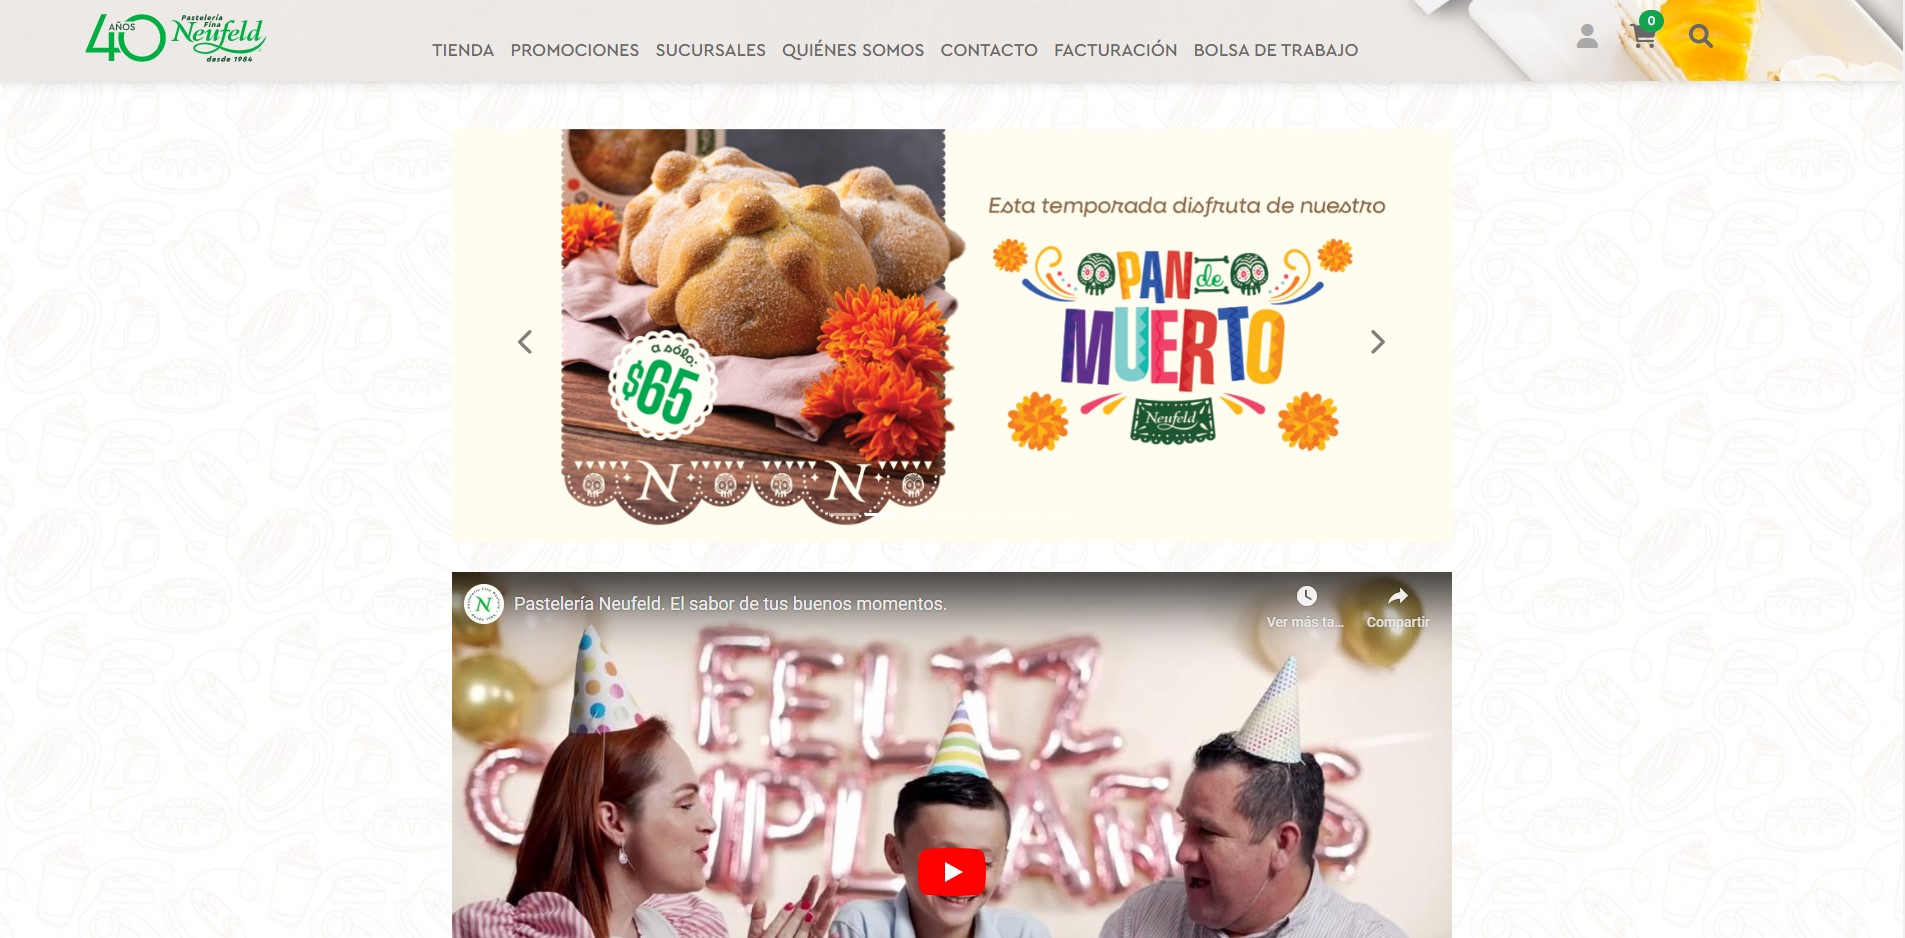 40 AÑOS
Pastelería
Fina
Neufeld
desde 1984
TIENDA PROMOCIONES SUCURSALES QUIÉNES SOMOS CONTACTO FACTURACIÓN BOLSA DE TRABAJO
0
Esta temporada disfruta de nuestro
PAN de
MUERTO
Neufeld
a sólo:
$65
N N
N
Pastelería Neufeld. El sabor de tus buenos momentos.
Ver más ta...
Compartir
FELIZ